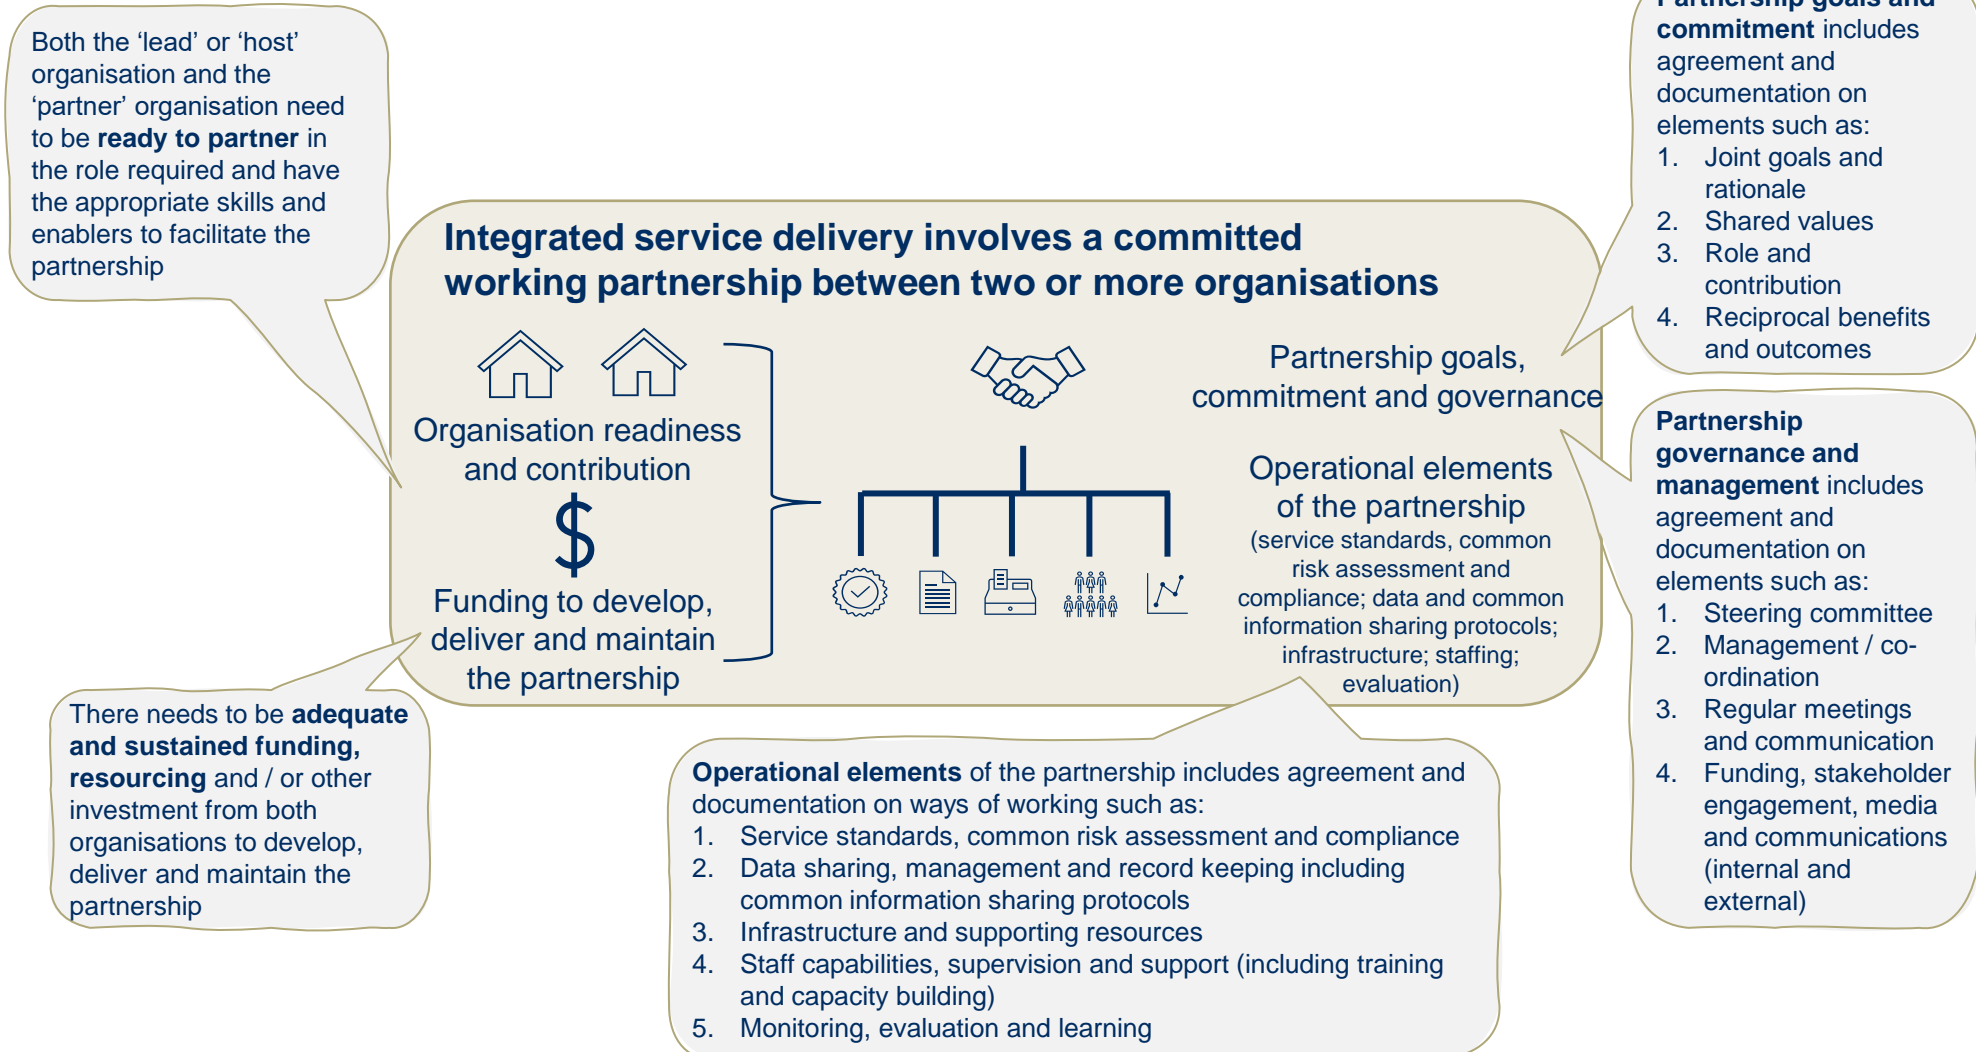 Both the ‘lead’ or ‘host’
organisation and the
‘partner’ organisation need
to be ready to partner in
the role required and have
the appropriate skills and
enablers to facilitate the
partnership
Partnership goals and
commitment includes
agreement and
documentation on
elements such as:
1. Joint goals and
rationale
2. Shared values
3. Role and
contribution
4. Reciprocal benefits
and outcomes
Integrated service delivery involves a committed
working partnership between two or more organisations
Organisation readiness
and contribution
$
Funding to develop,
deliver and maintain
the partnership
Partnership goals,
commitment and governance
Operational elements
of the partnership
(service standards, common
risk assessment and
compliance; data and common
information sharing protocols;
infrastructure; staffing;
evaluation)
Partnership
governance and
management includes
agreement and
documentation on
elements such as:
1. Steering committee
2. Management / co-
ordination
3. Regular meetings
and communication
4. Funding, stakeholder
engagement, media
and communications
(internal and
external)
There needs to be adequate
and sustained funding,
resourcing and / or other
investment from both
organisations to develop,
deliver and maintain the
partnership
Operational elements of the partnership includes agreement and
documentation on ways of working such as:
1. Service standards, common risk assessment and compliance
2. Data sharing, management and record keeping including
common information sharing protocols
3. Infrastructure and supporting resources
4. Staff capabilities, supervision and support (including training
and capacity building)
5. Monitoring, evaluation and learning